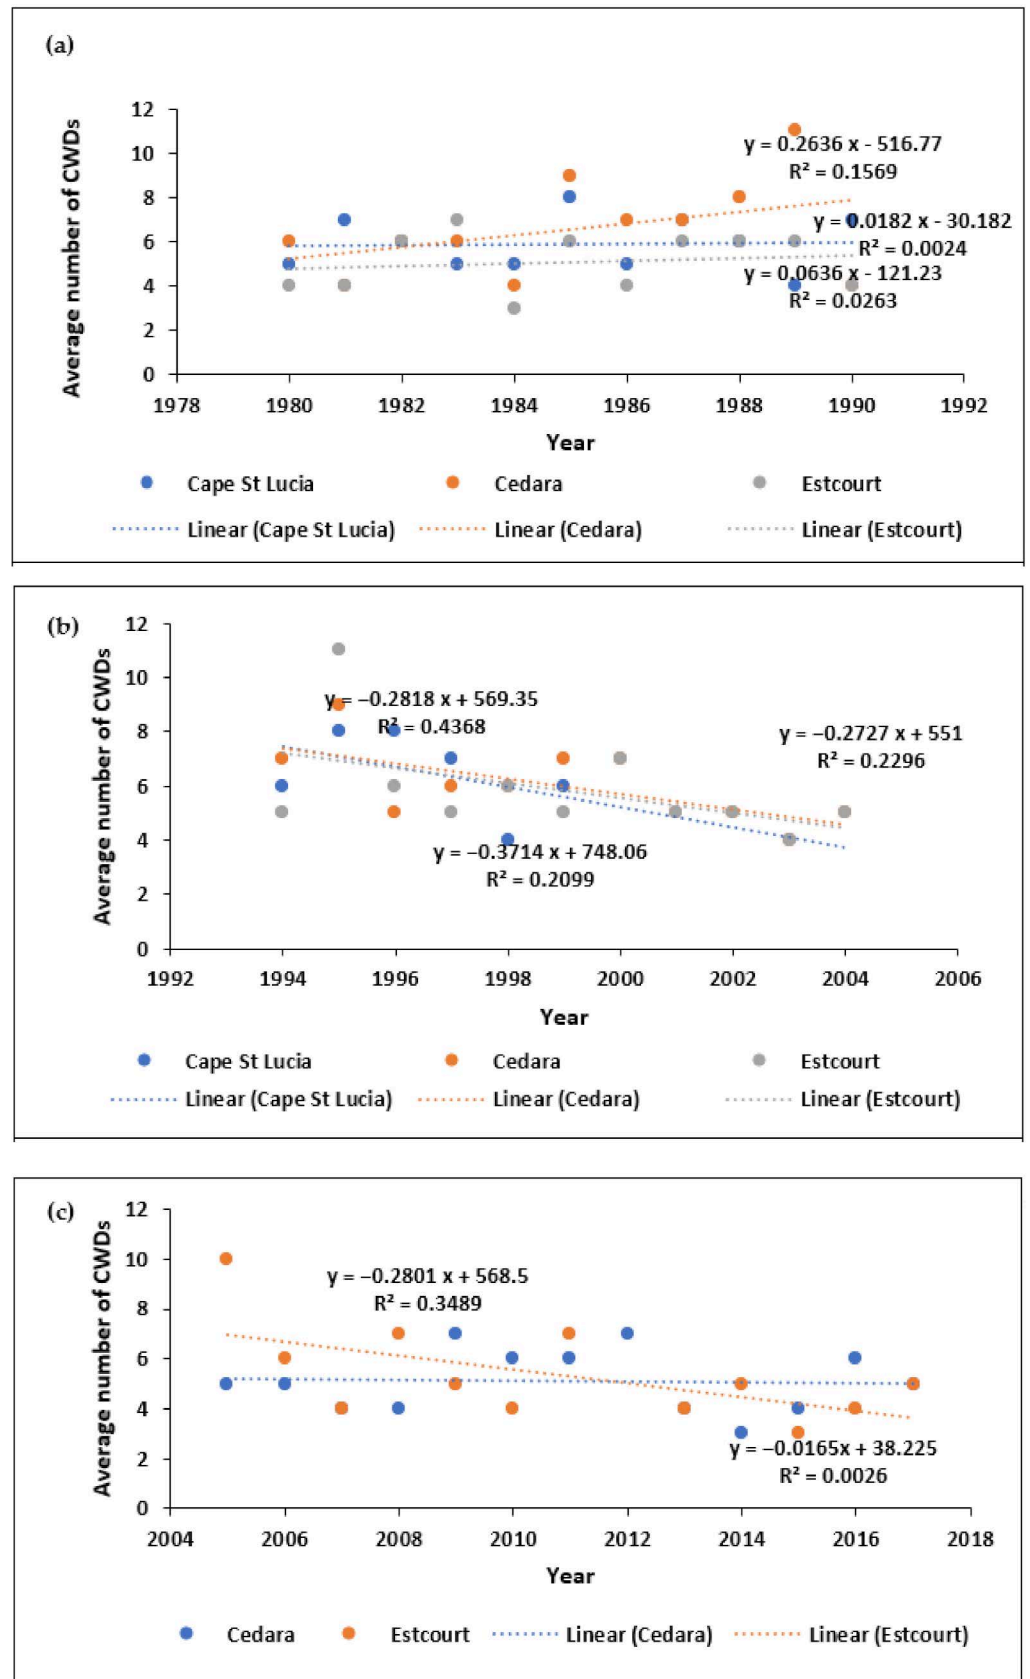 (a)
Average number of CWDs
12
10
8
6
4
2
0
y = 0.2636 x - 516.77
R² = 0.1569
y = 0.0182 x - 30.182
R² = 0.0024
y = 0.0636 x - 121.23
R² = 0.0263
1978 1980 1982 1984 1986 1988 1990 1992
Year
Cape St Lucia Cedara Estcourt
Linear (Cape St Lucia) Linear (Cedara) Linear (Estcourt)
(b)
Average number of CWDs
12
10
8
6
4
2
0
y = –0.2818 x + 569.35
R² = 0.4368
y = –0.2727 x + 551
R² = 0.2296
y = –0.3714 x + 748.06
R² = 0.2099
1992 1994 1996 1998 2000 2002 2004 2006
Year
Cape St Lucia Cedara Estcourt
Linear (Cape St Lucia) Linear (Cedara) Linear (Estcourt)
(c)
Average number of CWDs
12
10
8
6
4
2
0
y = –0.2801 x + 568.5
R² = 0.3489
y = –0.0165x + 38.225
R² = 0.0026
2004 2006 2008 2010 2012 2014 2016 2018
Year
Cedara Estcourt Linear (Cedara) Linear (Estcourt)